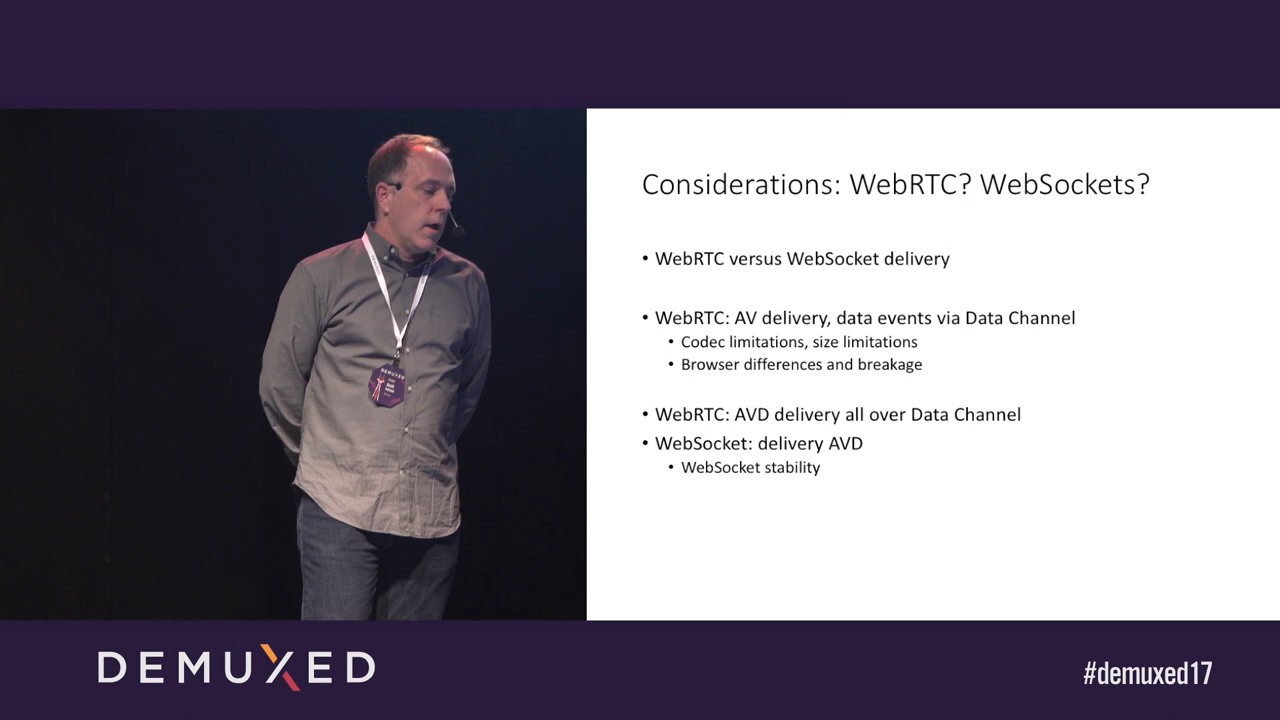 Considerations: WebRTC? WebSockets?
• WebRTC versus WebSocket delivery
• WebRTC: AV delivery, data events via Data Channel
• Codec limitations, size limitations
• Browser differences and breakage
• WebRTC: AVD delivery all over Data Channel
• WebSocket: delivery AVD
• WebSocket stability
DEMUXED
DEMUXED
#demuxed17